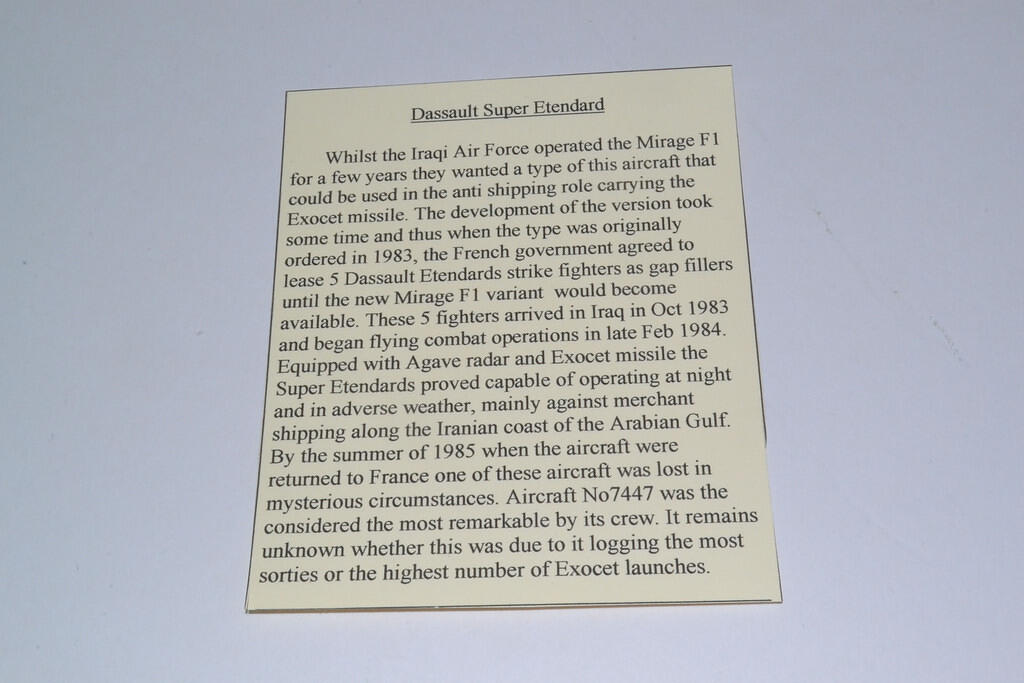 Dassault Super Etendard
Whilst the Iraqi Air Force operated the Mirage F1
for a few years they wanted a type of this aircraft that
could be used in the anti shipping role carrying the
Exocet missile. The development of the version took
some time and thus when the type was originally
ordered in 1983, the French government agreed to
lease 5 Dassault Etendards strike fighters as gap fillers
until the new Mirage F1 variant would become
available. These 5 fighters arrived in Iraq in Oct 1983
and began flying combat operations in late Feb 1984.
Equipped with Agave radar and Exocet missile the
Super Etendards proved capable of operating at night
and in adverse weather, mainly against merchant
shipping along the Iranian coast of the Arabian Gulf.
By the summer of 1985 when the aircraft were
returned to France one of these aircraft was lost in
mysterious circumstances. Aircraft No7447 was the
considered the most remarkable by its crew. It remains
unknown whether this was due to it logging the most
sorties or the highest number of Exocet launches.